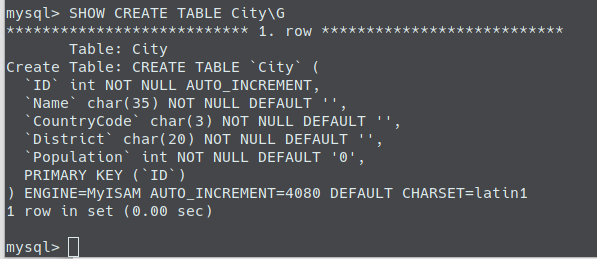 mysql> SHOW CREATE TABLE City\G
*************************** 1. row ***************************
       Table: City
Create Table: CREATE TABLE `City` (
  `ID` int NOT NULL AUTO_INCREMENT,
  `Name` char(35) NOT NULL DEFAULT '',
  `CountryCode` char(3) NOT NULL DEFAULT '',
  `District` char(20) NOT NULL DEFAULT '',
  `Population` int NOT NULL DEFAULT '0',
  PRIMARY KEY (`ID`)
) ENGINE=MyISAM AUTO_INCREMENT=4080 DEFAULT CHARSET=latin1
1 row in set (0.00 sec)

mysql>